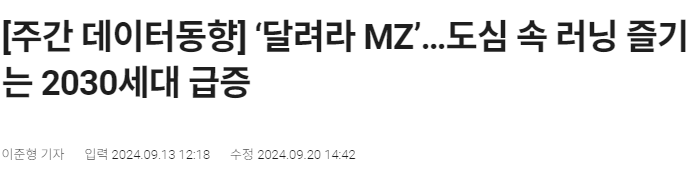 [주간 데이터동향] ‘달려라 MZ’…도심 속 러닝 즐기
는 2030세대 급증
이준형 기자 입력 2024.09.13 12:18 수정 2024.09.20 14:42